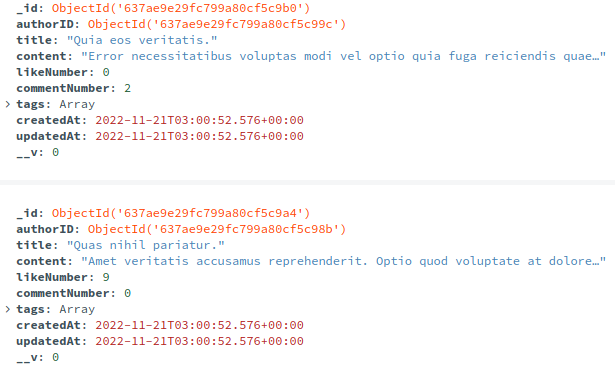 _id: ObjectId('637ae9e29fc799a80cf5c9b0')
authorID: ObjectId('637ae9e29fc799a80cf5c99c')
title: "Quia eos veritatis."
content: "Error necessitatibus voluptas modi vel optio quia fuga reiciendis quae…"
likeNumber: 0
commentNumber: 2
> tags: Array
createdAt: 2022-11-21T03:00:52.576+00:00
updatedAt: 2022-11-21T03:00:52.576+00:00
__v: 0
_id: ObjectId('637ae9e29fc799a80cf5c9a4')
authorID: ObjectId('637ae9e29fc799a80cf5c98b')
title: "Quas nihil pariatur."
content: "Amet veritatis accusamus reprehenderit. Optio quod voluptate at dolore…"
likeNumber: 9
commentNumber: 0
> tags: Array
createdAt: 2022-11-21T03:00:52.576+00:00
updatedAt: 2022-11-21T03:00:52.576+00:00
__v: 0